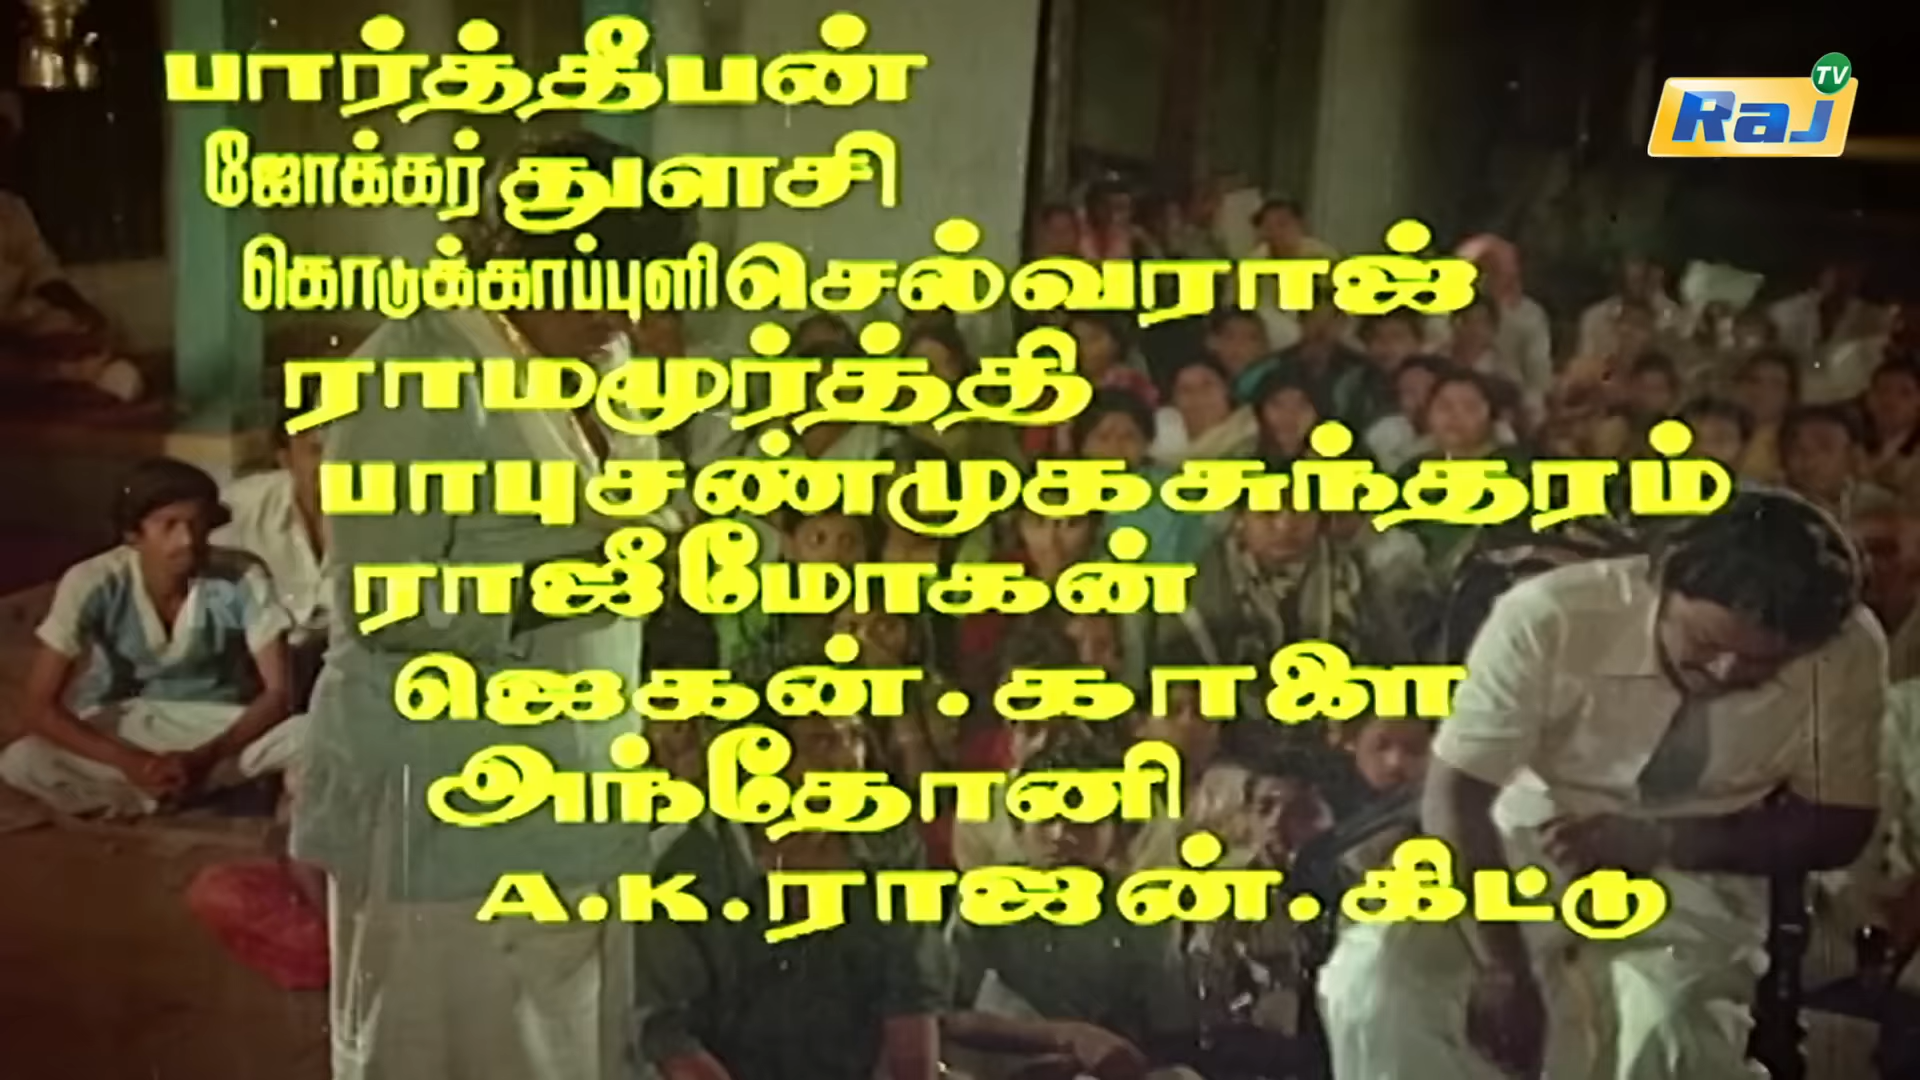 பார்த்தீபன்
Raj TV
ஜோக்கர் துளசி
கொடுக்காப்புளி செல்வராஜ்
ராமமூர்த்தி
பாபுசண்முகசுந்தரம்
ராஜீமோகன்
ஜெகன். காளை
அந்தோணி
A.K.ராஜன். கிட்டு